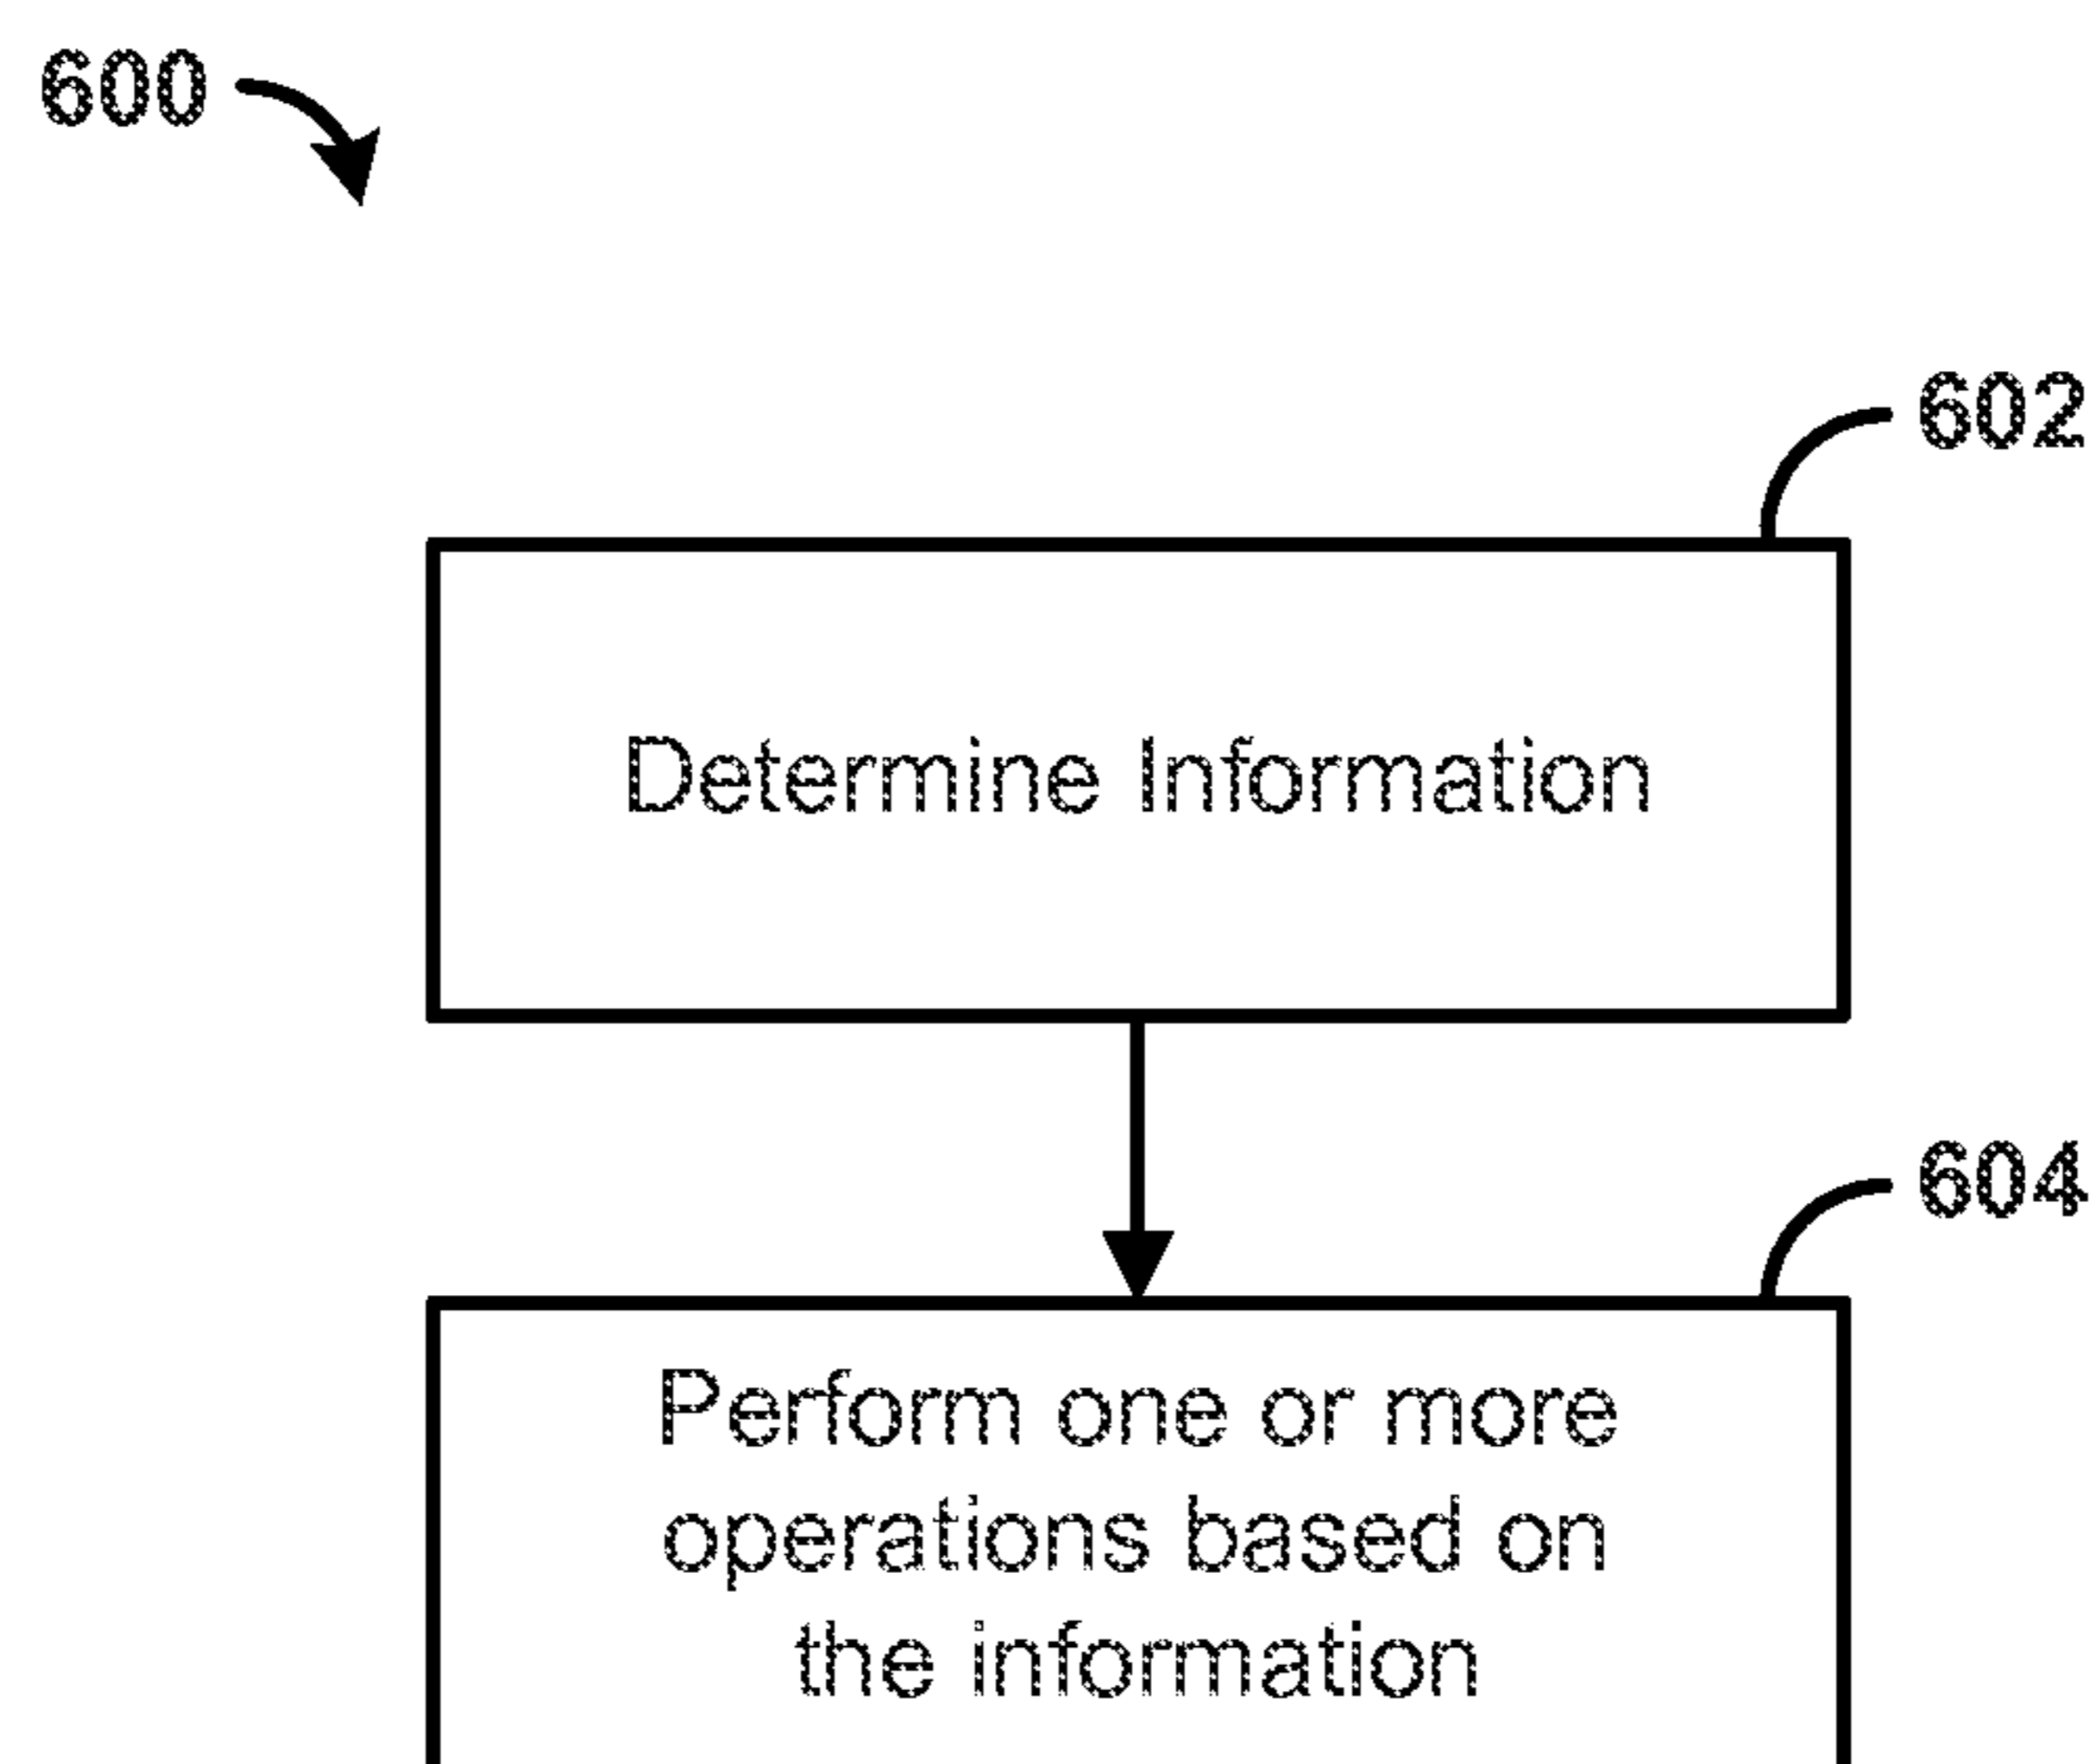 600
602
Determine Information
604
Perform one or more
operations based on
the information